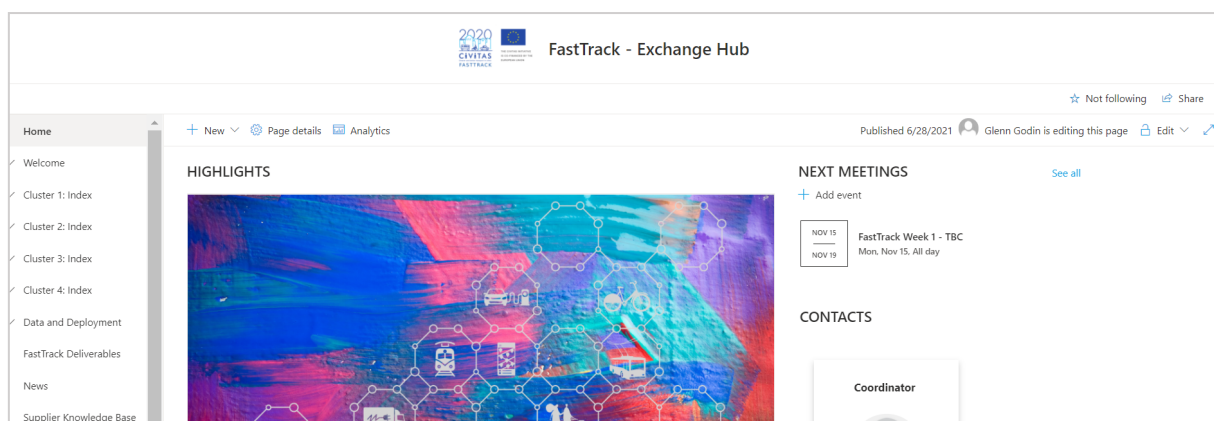 2020
CIVITAS
FASTTRACK
FastTrack - Exchange Hub
Not following
Share
Home
Welcome
Cluster 1: Index
Cluster 2: Index
Cluster 3: Index
Cluster 4: Index
Data and Deployment
FastTrack Deliverables
News
Supplier Knowledge Base
New
Page details
Analytics
Published 6/28/2021
Glenn Godin is editing this page
Edit
HIGHLIGHTS
NEXT MEETINGS
See all
Add event
NOV 15
NOV 19
FastTrack Week 1 - TBC
Mon, Nov 15, All day
CONTACTS
Coordinator